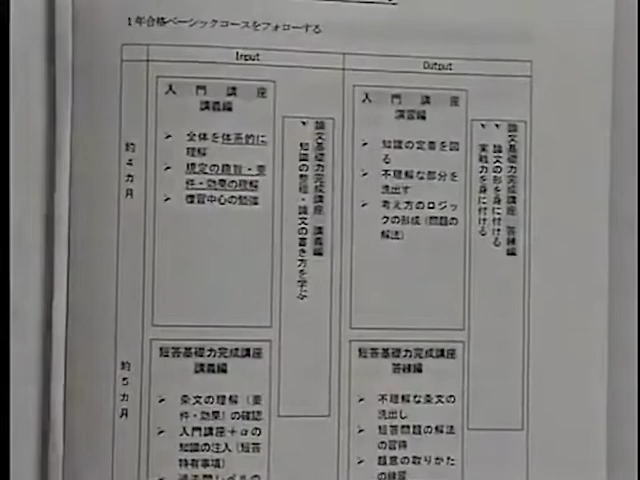 1年合格ベーシックコースをフォローする
Input
Output
約4カ月
入門講座
講義編
➢ 全体を体系的に
理解
➢ 規定の趣旨・要
件・効果の理解
➢ 復習中心の勉強
論文基礎力完成講座 講義編
➢ 知識の整理・論文の書き方を学ぶ
入門講座
演習編
➢ 知識の定着を図
る
➢ 不理解な部分を
洗出す
➢ 考え方のロジッ
クの形成(問題の
解法)
論文基礎力完成講座 答練編
➢ 論文の形を身に付ける
➢ 実戦力を身に付ける
約5カ月
短答基礎力完成講座
講義編
➢ 条文の理解(要
件・効果)の確認
➢ 入門講座+αの
知識の注入(短答
特有事項)
短答基礎力完成講座
答練編
➢ 不理解な条文の
洗出し
➢ 短答問題の解法
の習得
➢ 題意の取りかた
の練習